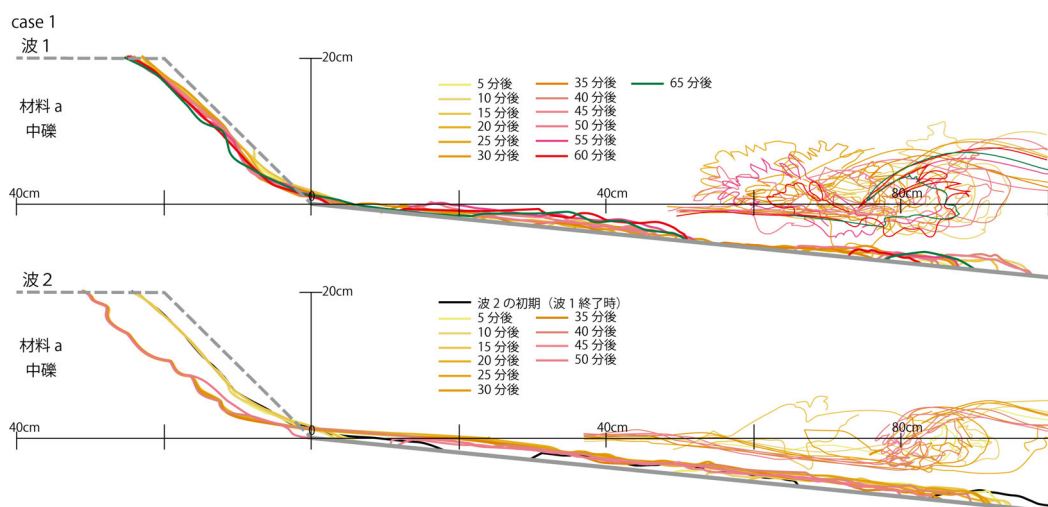 case 1
波 1
20cm
材料 a
中礫
5 分後
10 分後
15 分後
20 分後
25 分後
30 分後
35 分後
40 分後
45 分後
50 分後
55 分後
60 分後
65 分後
40cm
0
40cm
80cm
波 2
20cm
材料 a
中礫
波 2 の初期（波 1 終了時）
5 分後
10 分後
15 分後
20 分後
25 分後
30 分後
35 分後
40 分後
45 分後
50 分後
40cm
0
40cm
80cm